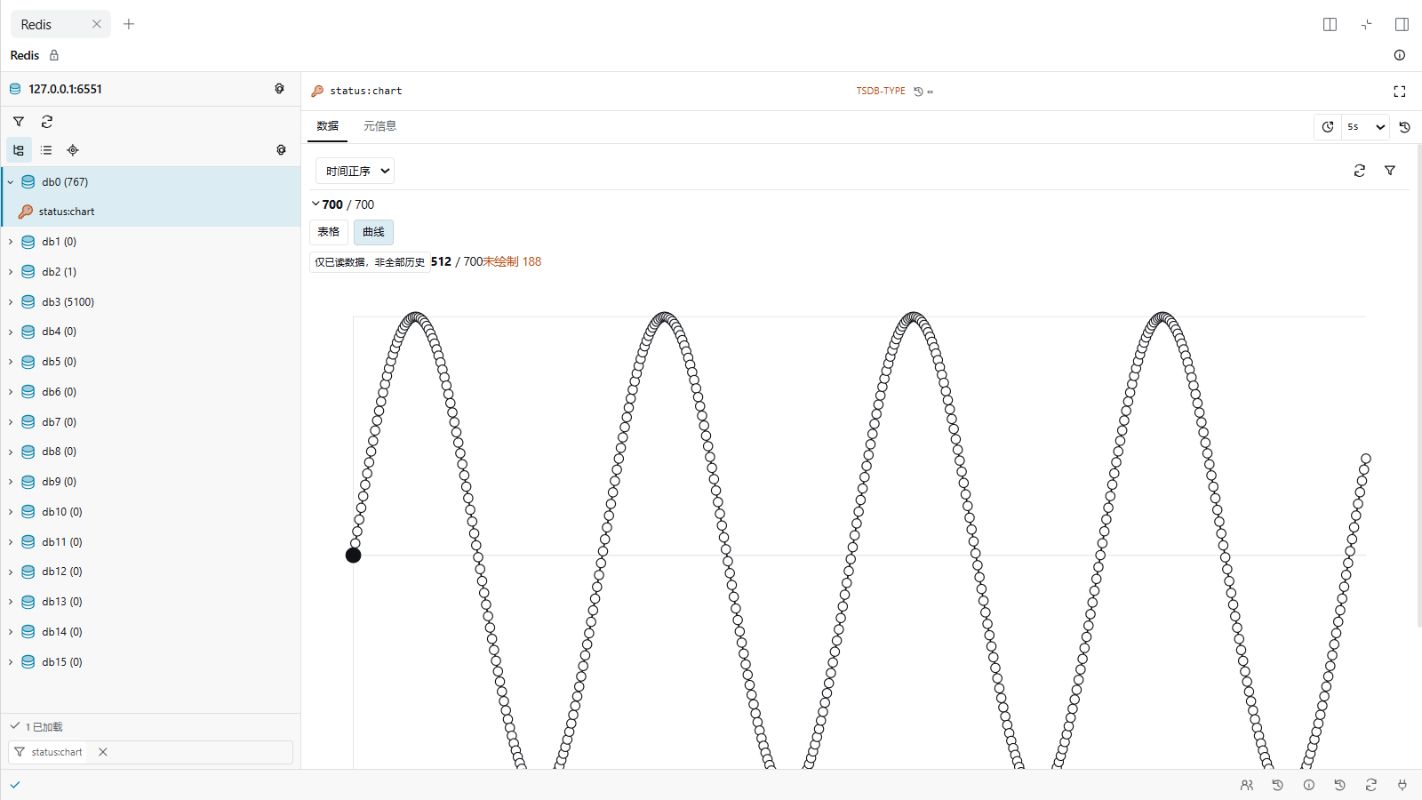 Redis
Redis
127.0.0.1:6551
status:chart
TSDB-TYPE
数据 元信息
5s
时间正序
db0 (767)
status:chart
db1 (0)
db2 (1)
db3 (5100)
db4 (0)
db5 (0)
db6 (0)
db7 (0)
db8 (0)
db9 (0)
db10 (0)
db11 (0)
db12 (0)
db13 (0)
db14 (0)
db15 (0)
1 已加载
status:chart
700 / 700
表格 曲线
仅已读数据，非全部历史 512 / 700 未绘制 188